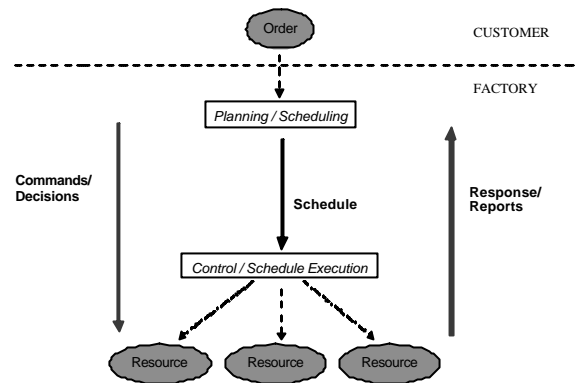 Order
CUSTOMER
FACTORY
Planning / Scheduling
Commands/
Decisions
Schedule
Response/
Reports
Control / Schedule Execution
Resource
Resource
Resource